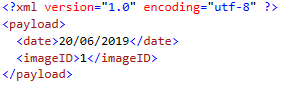 <?xml version="1.0" encoding="utf-8" ?>
<payload>
<date>20/06/2019</date>
<imageID>1</imageID>
</payload>